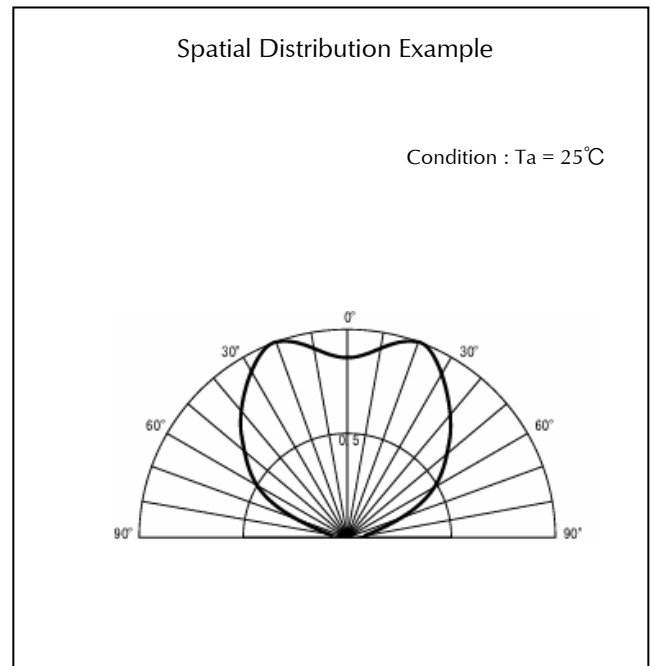 Spatial Distribution Example
Condition : Ta = 25℃
0°
30° 30°
60° 60°
0.5
90° 90°